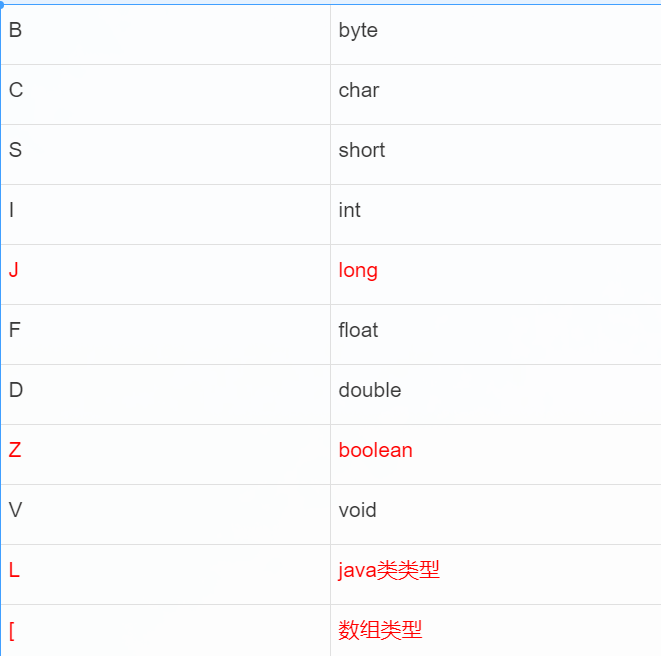 B byte
C char
S short
I int
J long
F float
D double
Z boolean
V void
L java类类型
[ 数组类型